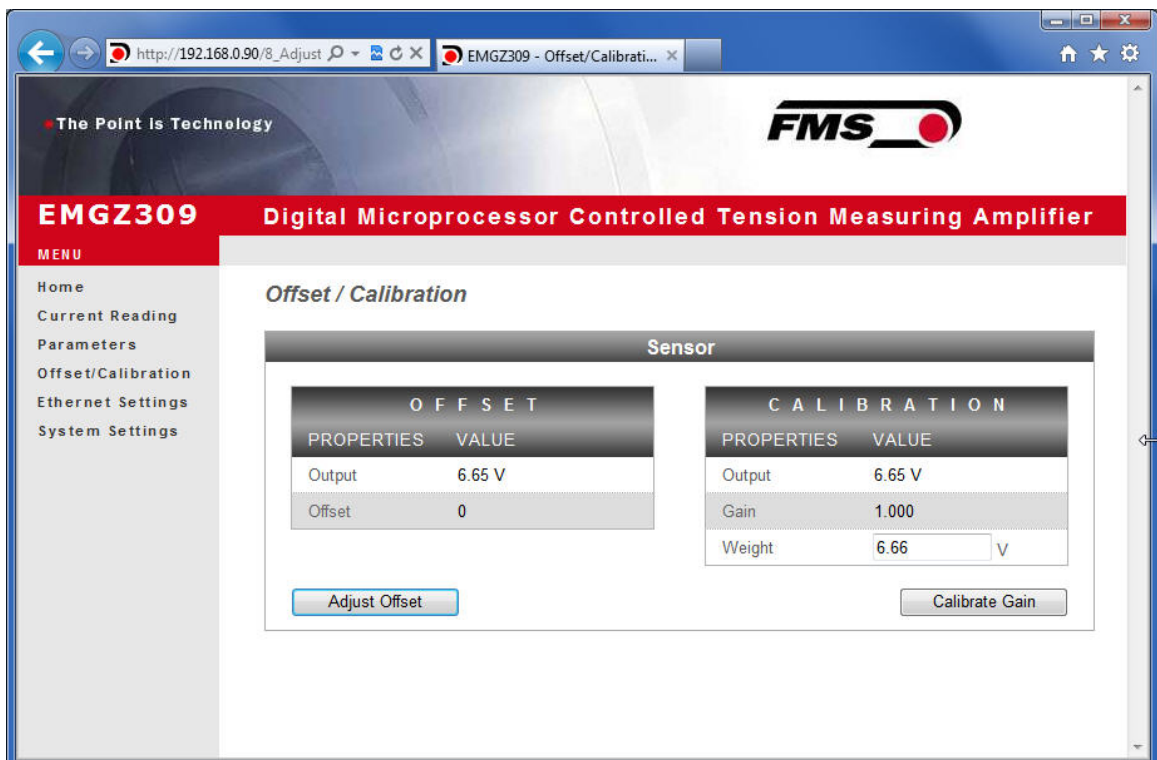 http://192.168.0.90/8_Adjust
EMGZ309 - Offset/Calibrati...
The Point is Technology
FMS
EMGZ309
Digital Microprocessor Controlled Tension Measuring Amplifier
MENU
Home
Current Reading
Parameters
Offset/Calibration
Ethernet Settings
System Settings
Offset / Calibration
Sensor
OFFSET
PROPERTIES VALUE
Output 6.65 V
Offset 0
Adjust Offset
CALIBRATION
PROPERTIES VALUE
Output 6.65 V
Gain 1.000
Weight 6.66 V
Calibrate Gain